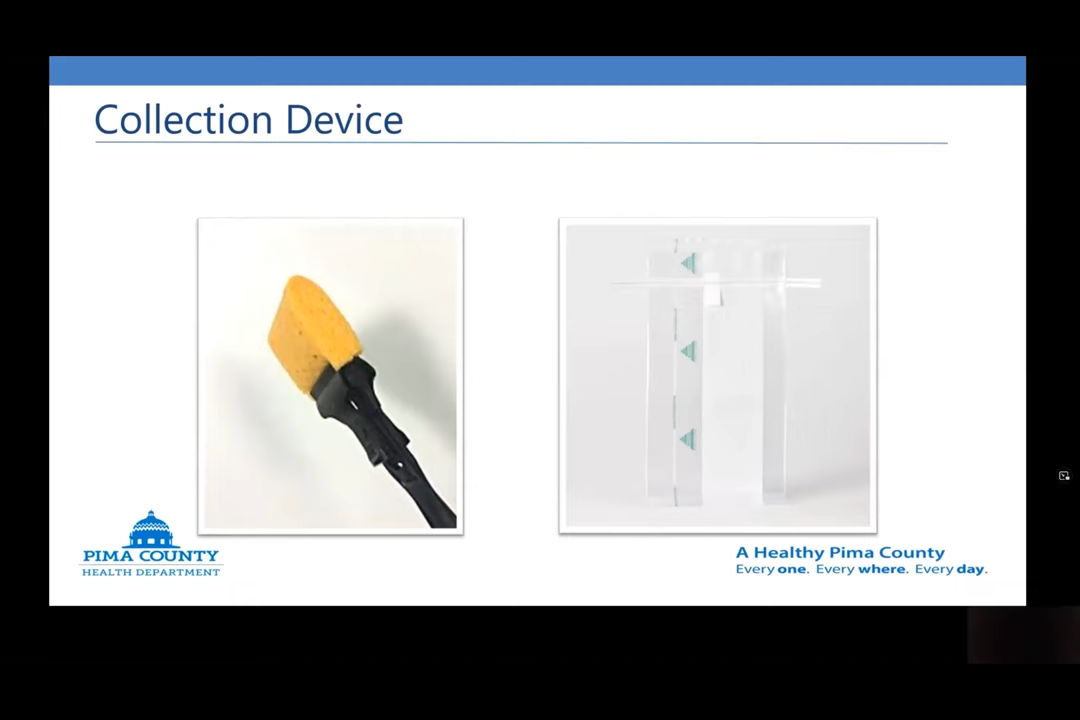 Collection Device
PIMA COUNTY
HEALTH DEPARTMENT
A Healthy Pima County
Every one. Every where. Every day.